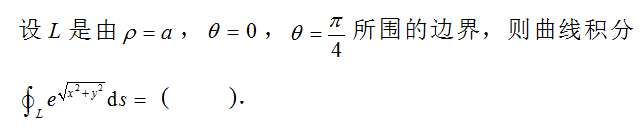 设 L 是由 ρ = a ， θ = 0 ， θ = π/4 所围的边界，则曲线积分
∮_L e^{√(x²+y²)} ds = （　　）.